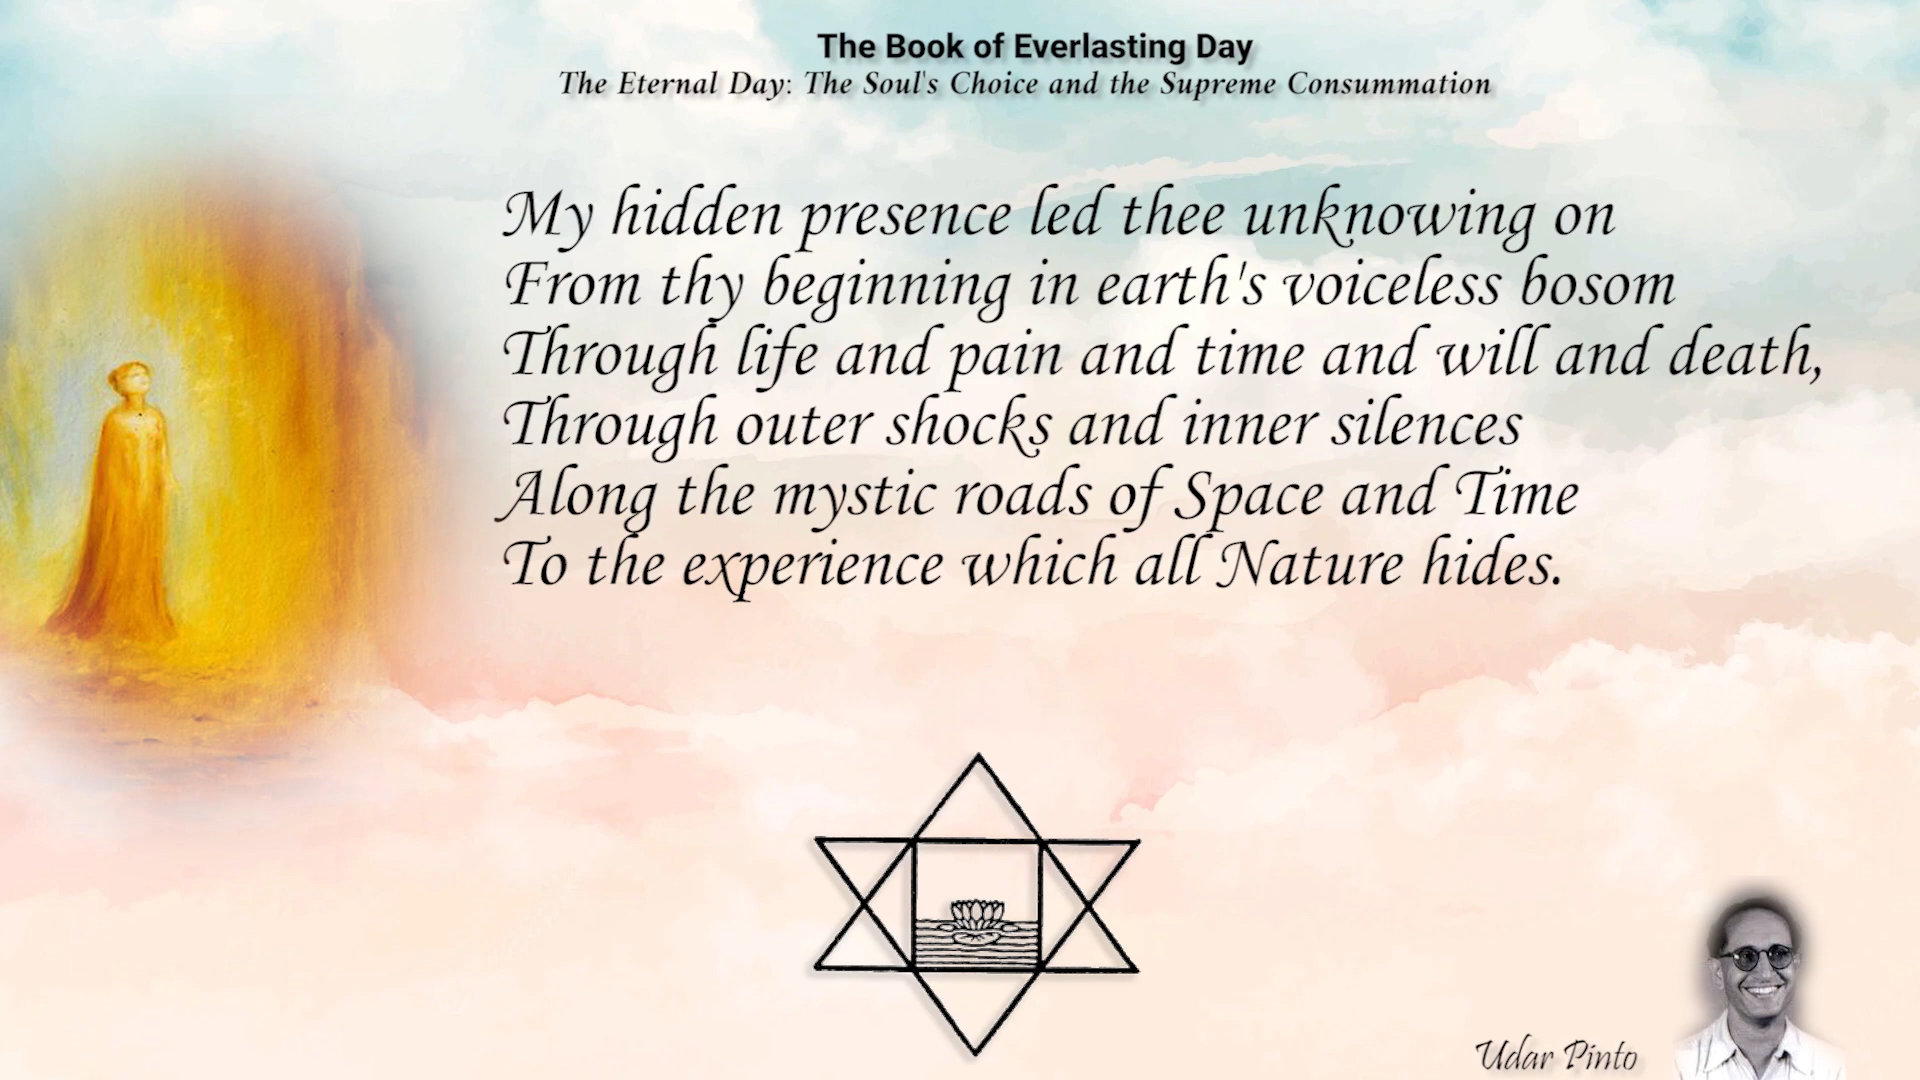 The Book of Everlasting Day
The Eternal Day: The Soul's Choice and the Supreme Consummation
My hidden presence led thee unknowing on
From thy beginning in earth's voiceless bosom
Through life and pain and time and will and death,
Through outer shocks and inner silences
Along the mystic roads of Space and Time
To the experience which all Nature hides.
Udar Pinto